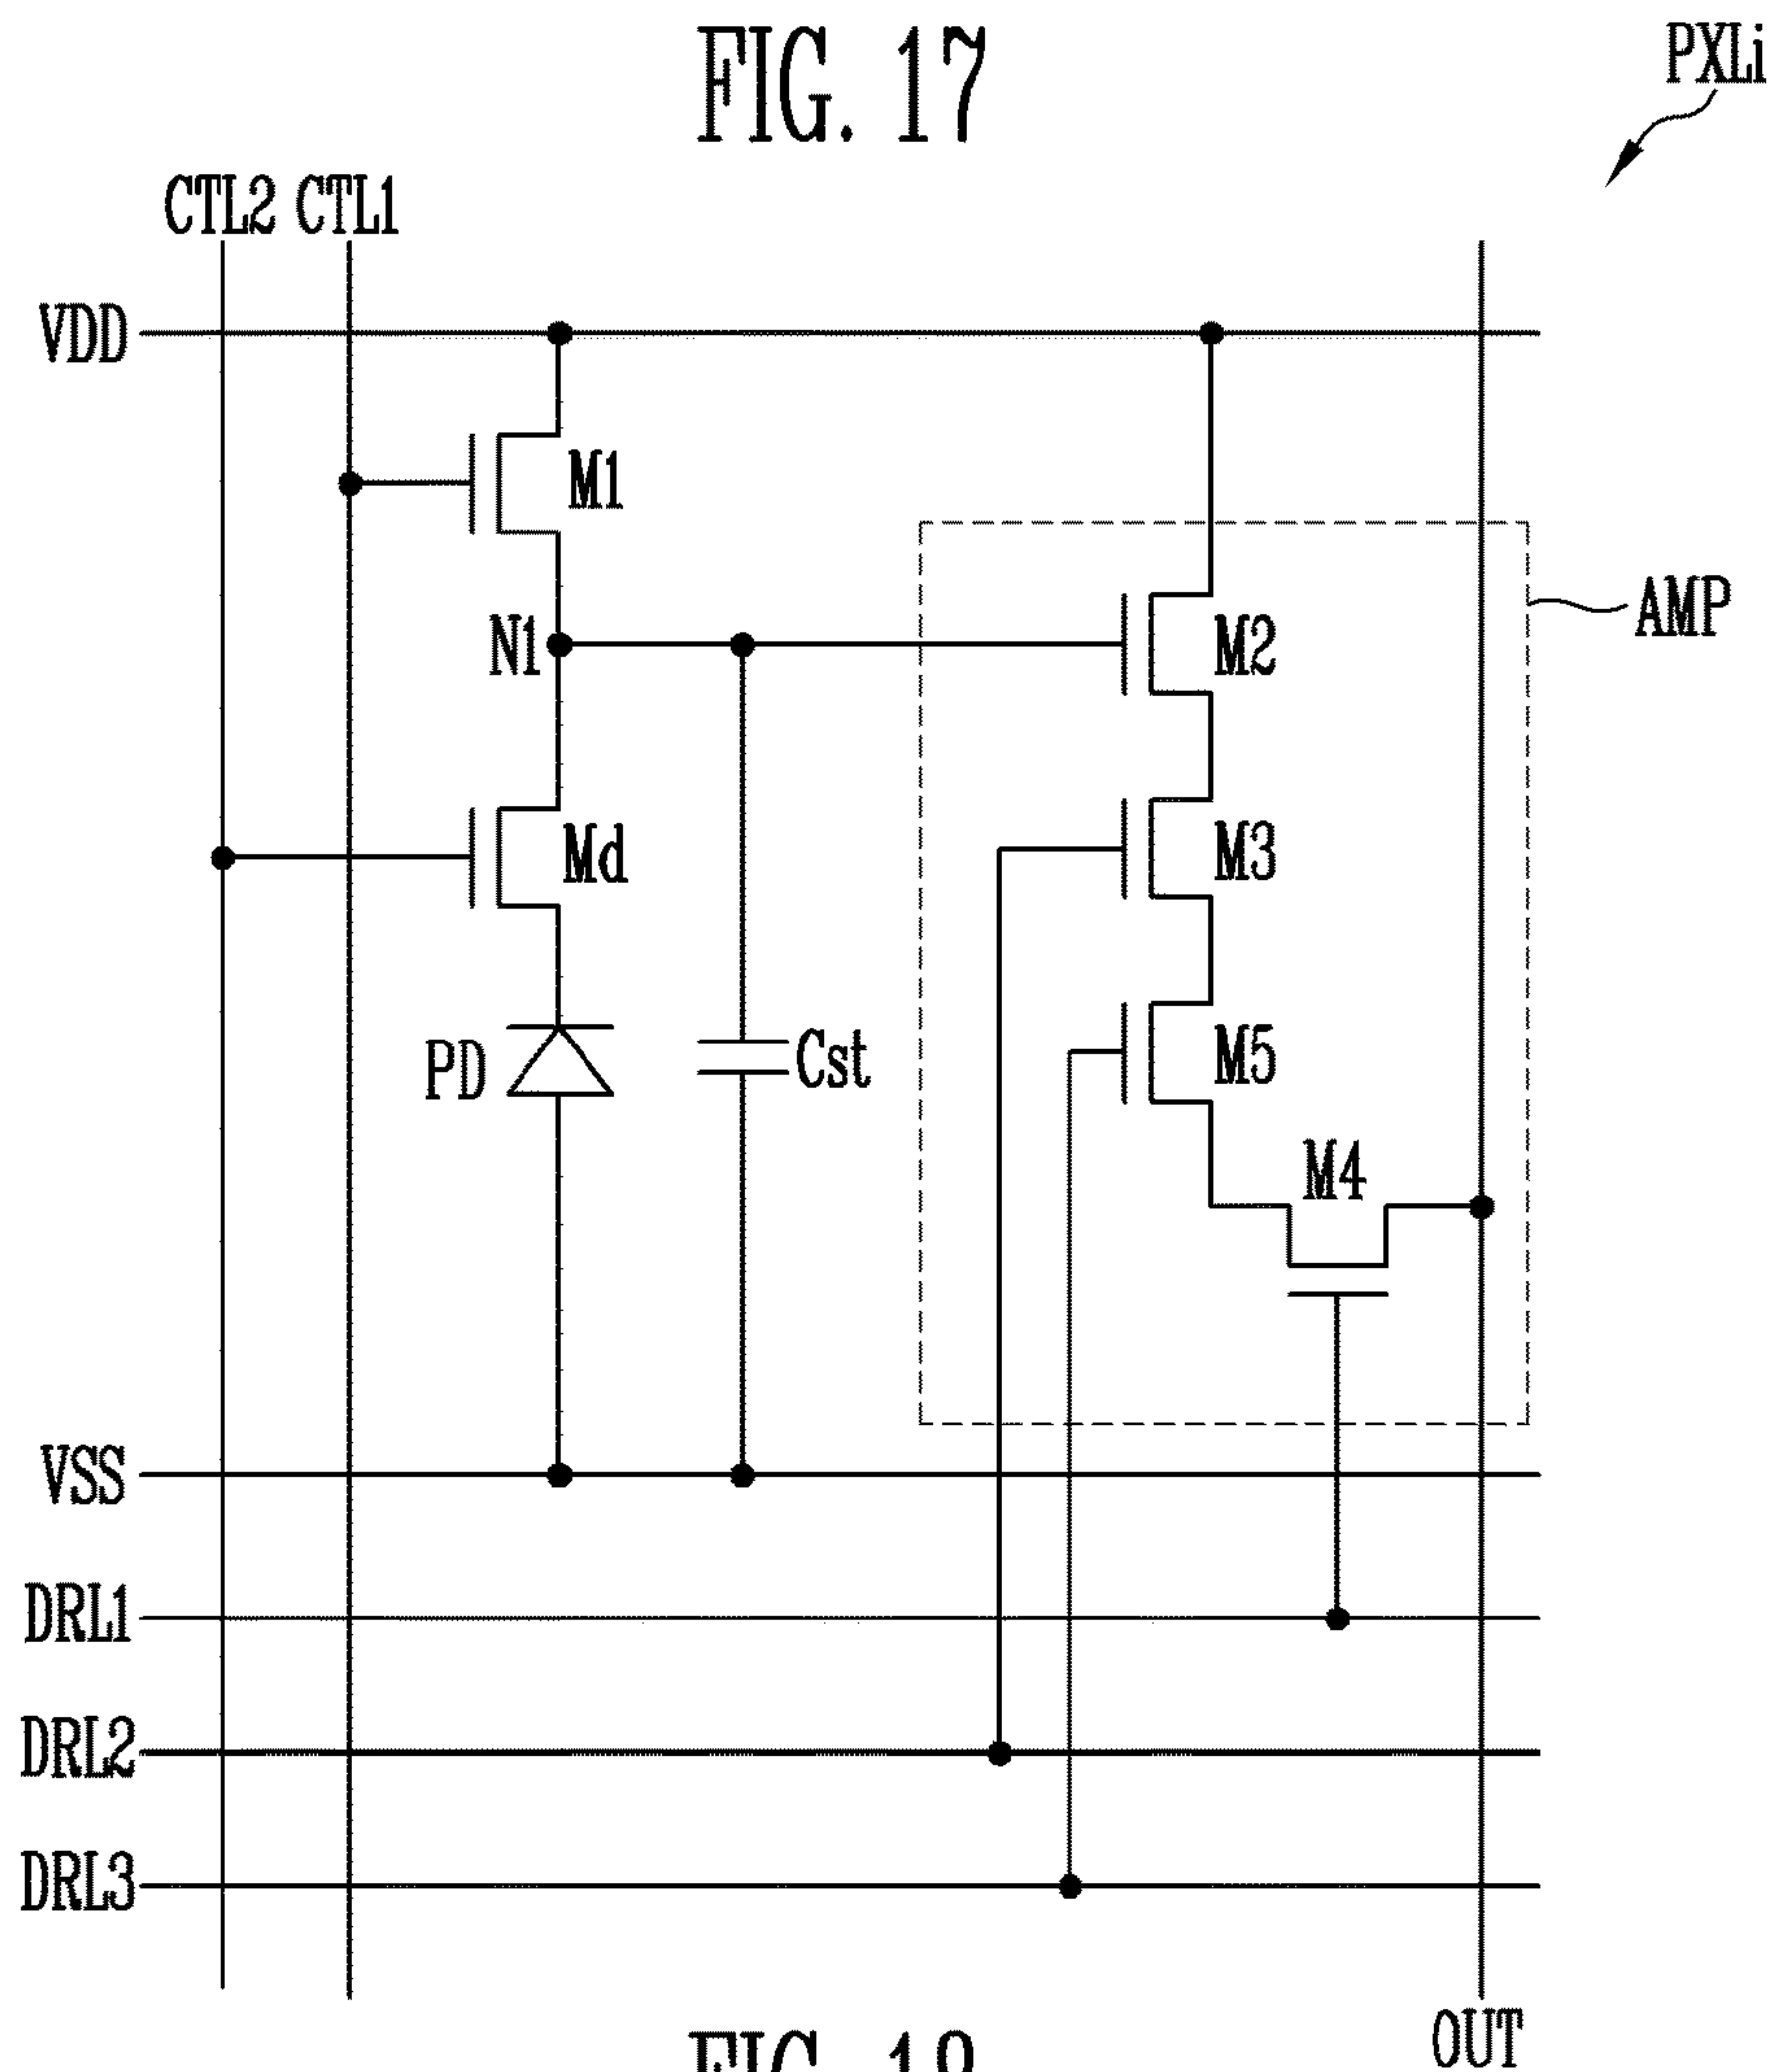 FIG. 17
PXLi
CTL2 CTL1
VDD
M1
AMP
N1
M2
Md
M3
PD
Cst
M5
M4
VSS
DRL1
DRL2
DRL3
OUT